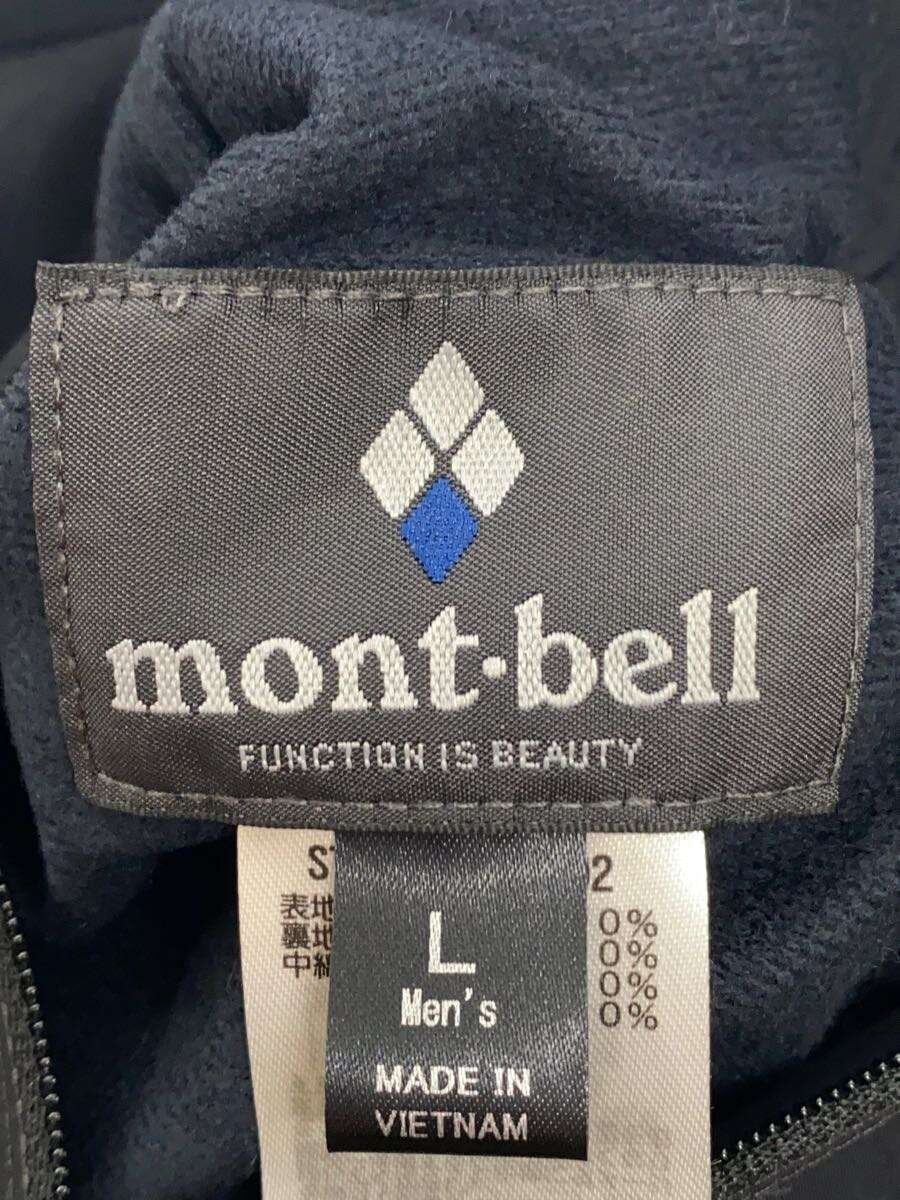 mont-bell
FUNCTION IS BEAUTY
L
Men's
MADE IN
VIETNAM
2
表地 0%
裏地 0%
中綿 0%
0%